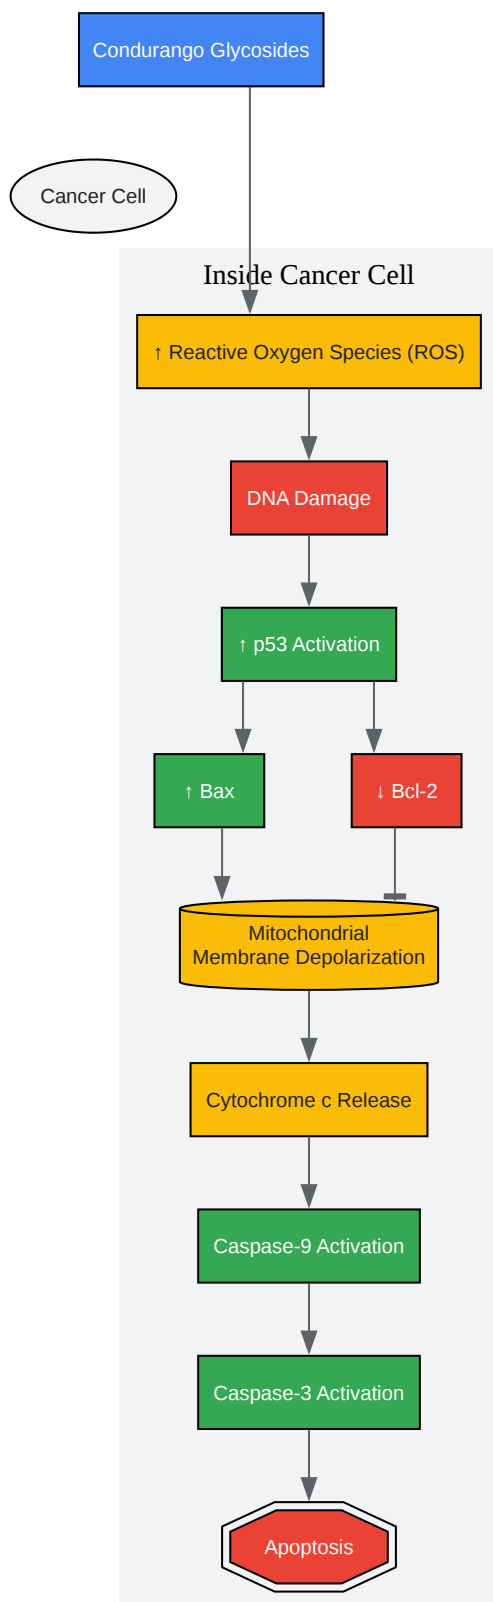 Condurango Glycosides
Cancer Cell
Inside Cancer Cell
↑ Reactive Oxygen Species (ROS)
DNA Damage
↑ p53 Activation
↑ Bax
↓ Bcl-2
Mitochondrial
Membrane Depolarization
Cytochrome c Release
Caspase-9 Activation
Caspase-3 Activation
Apoptosis